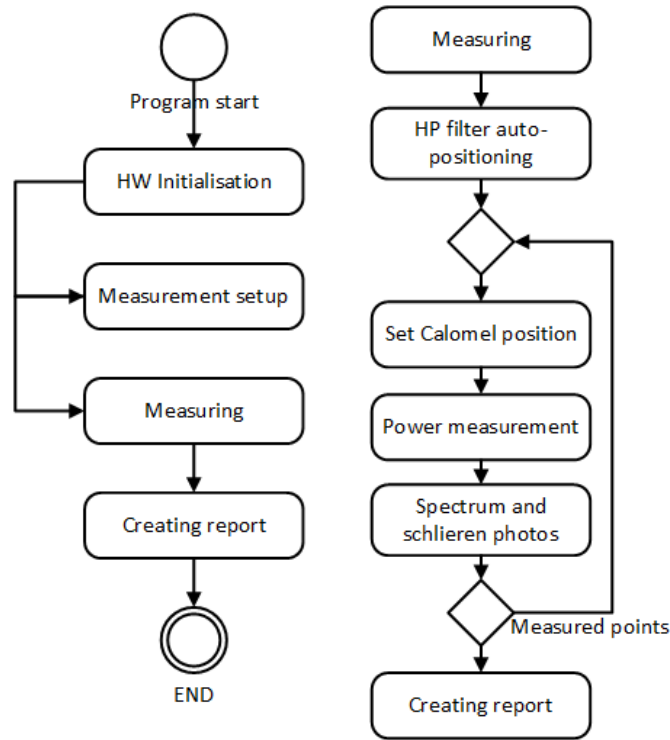 Program start
HW Initialisation
Measurement setup
Measuring
Creating report
END
Measuring
HP filter auto-
positioning
Set Calomel position
Power measurement
Spectrum and
schlieren photos
Measured points
Creating report